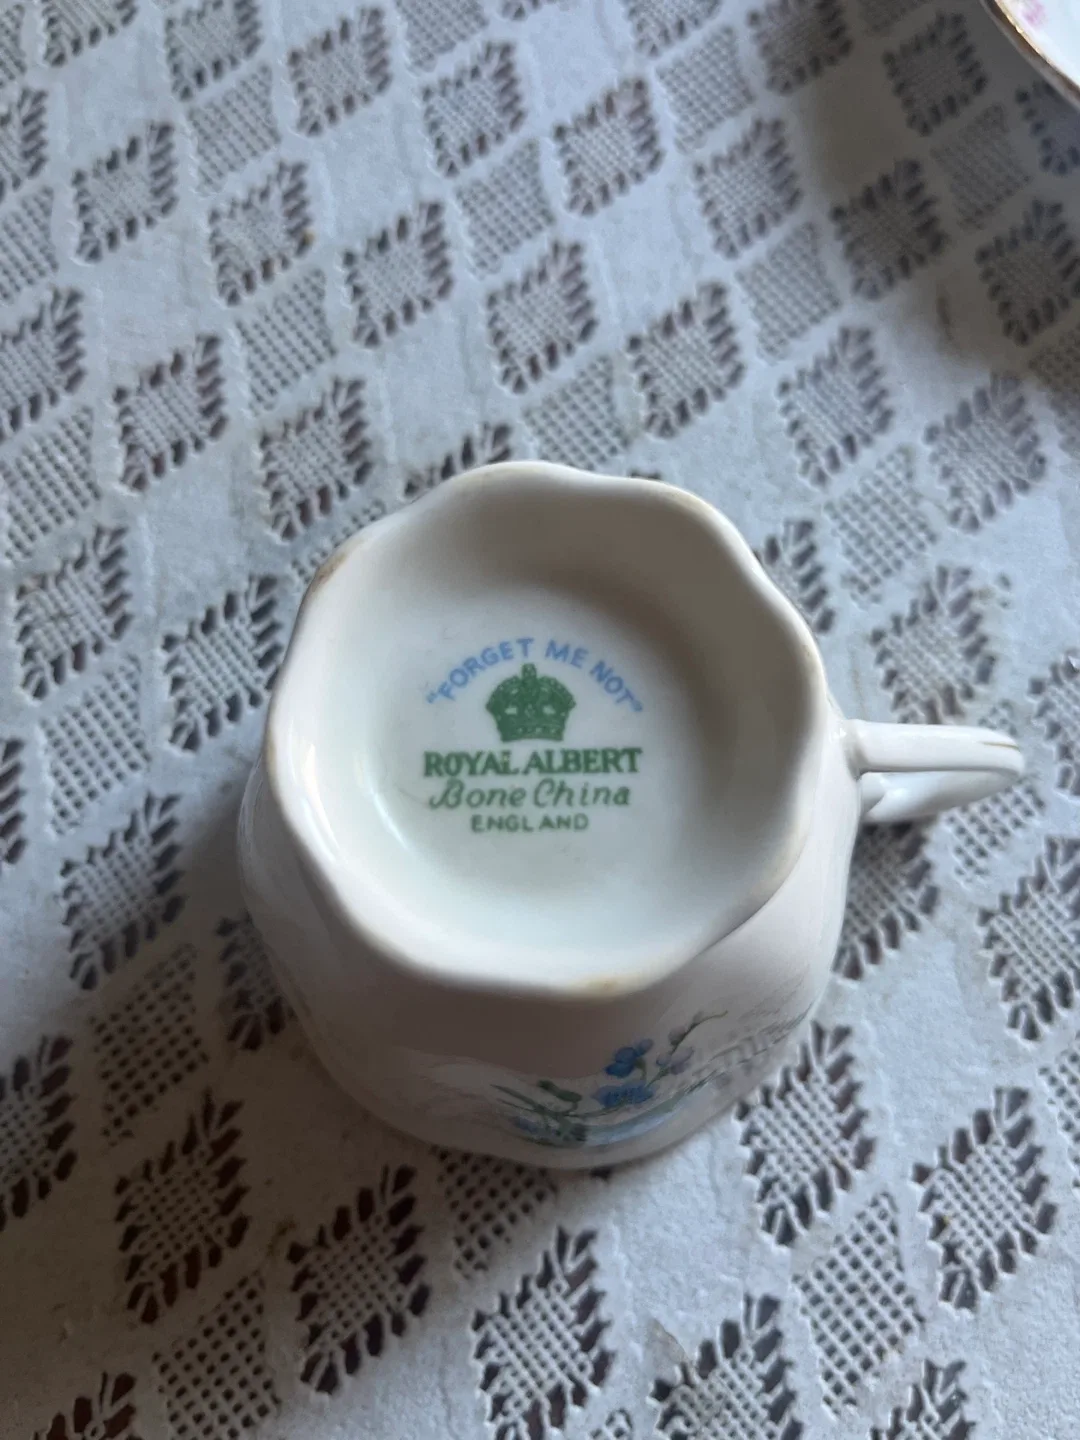 "FORGET ME NOT"
ROYAL ALBERT
Bone China
ENGLAND